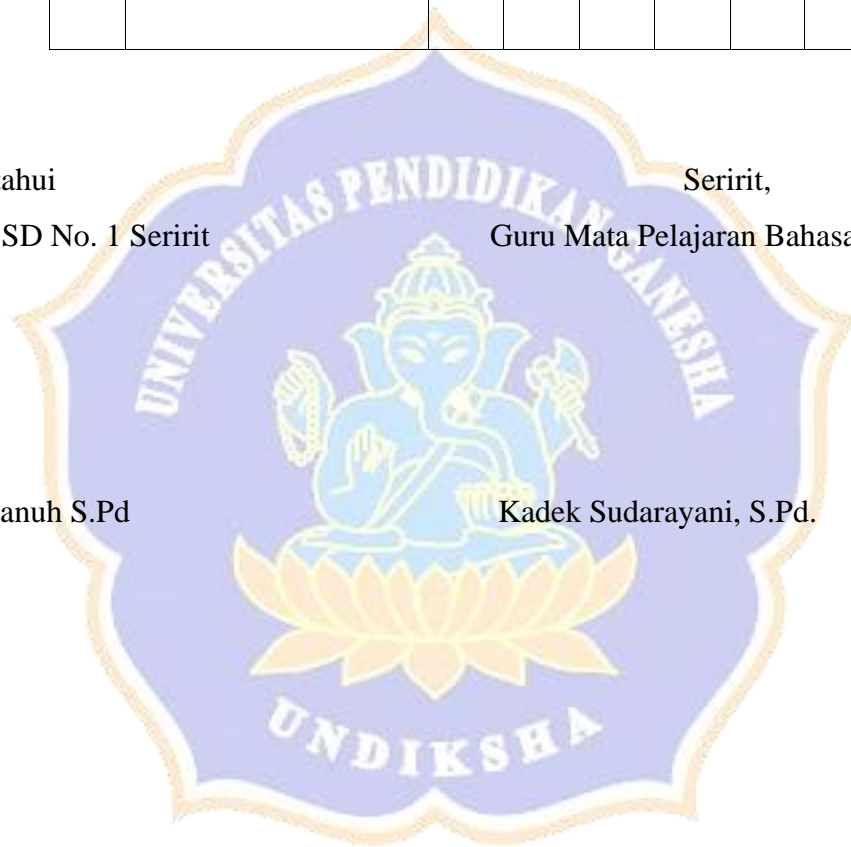 ahui Seririt,
SD No. 1 Seririt Guru Mata Pelajaran Bahasa
UNIVERSITAS PENDIDIKAN GANESHA
anuh S.Pd Kadek Sudarayani, S.Pd.
UNDIKSHA